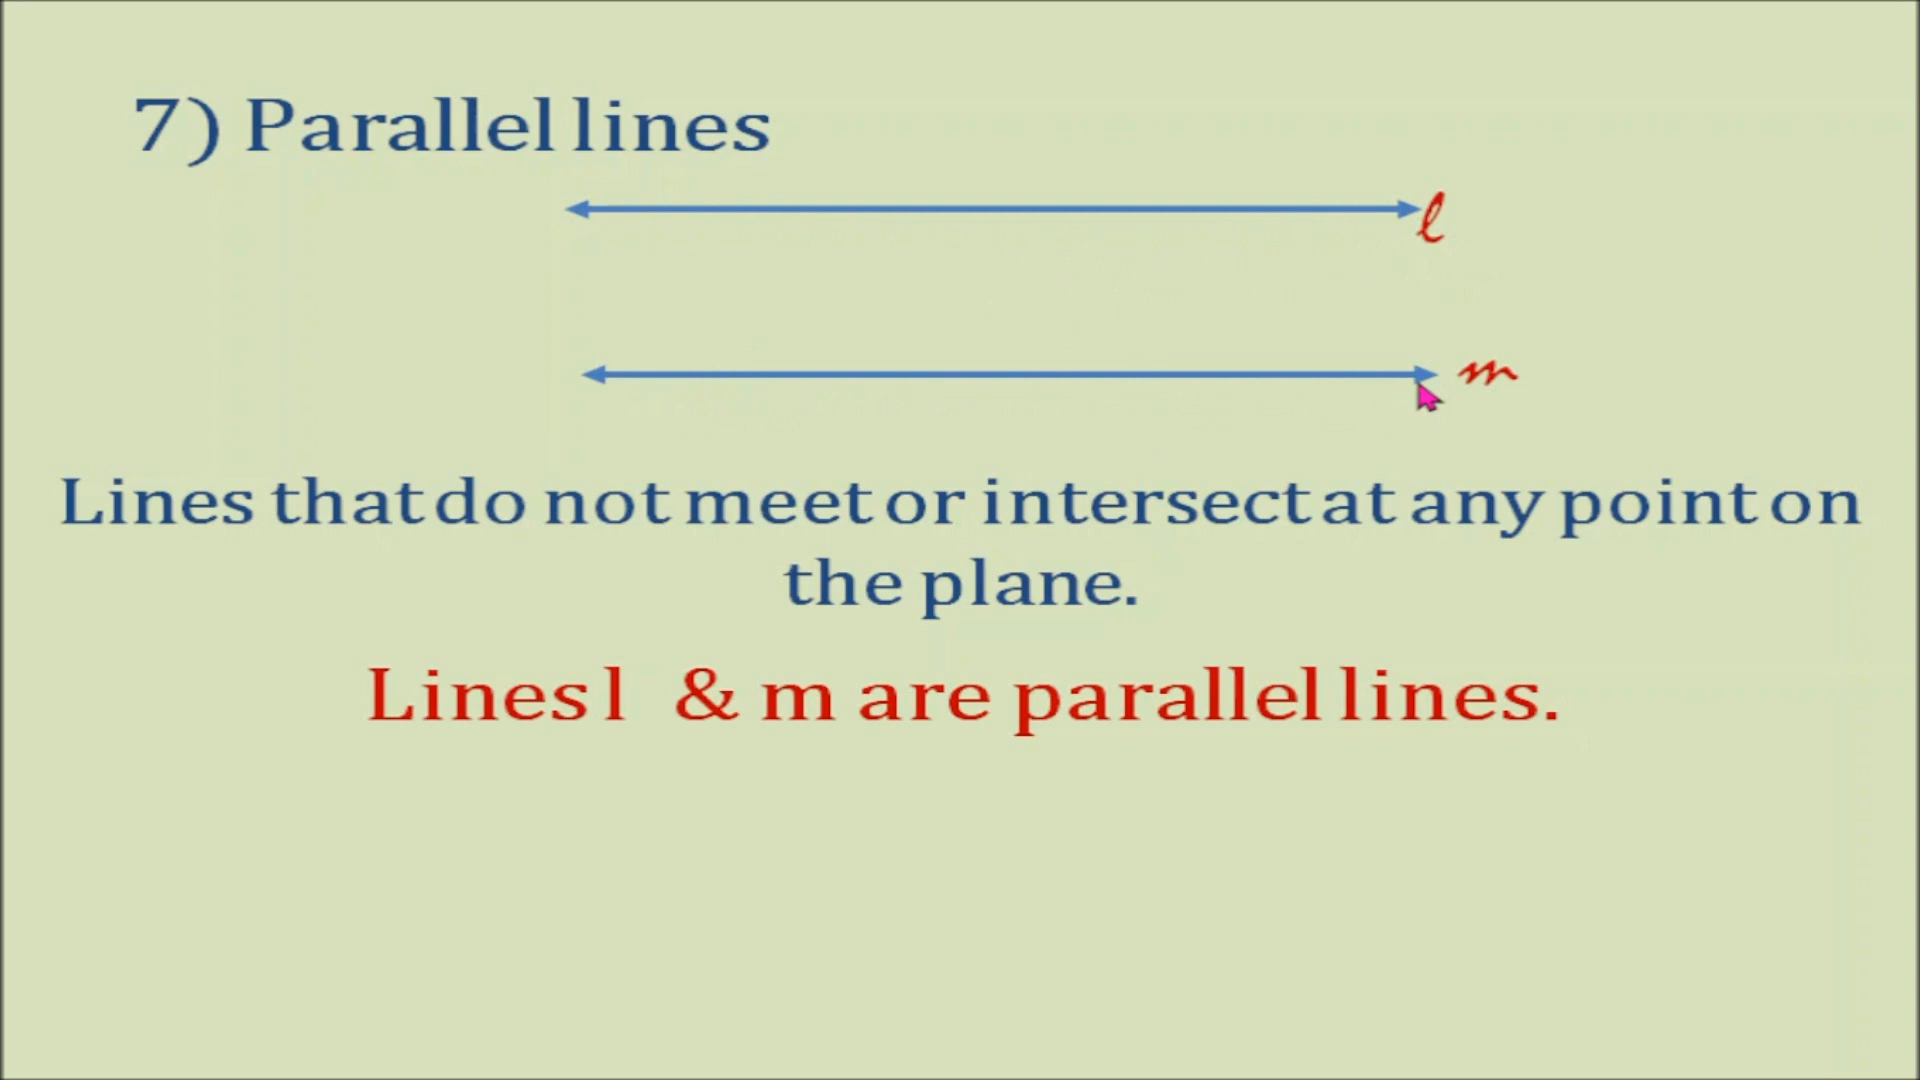 7) Parallel lines
ℓ
m
Lines that do not meet or intersect at any point on
the plane.
Lines l & m are parallel lines.